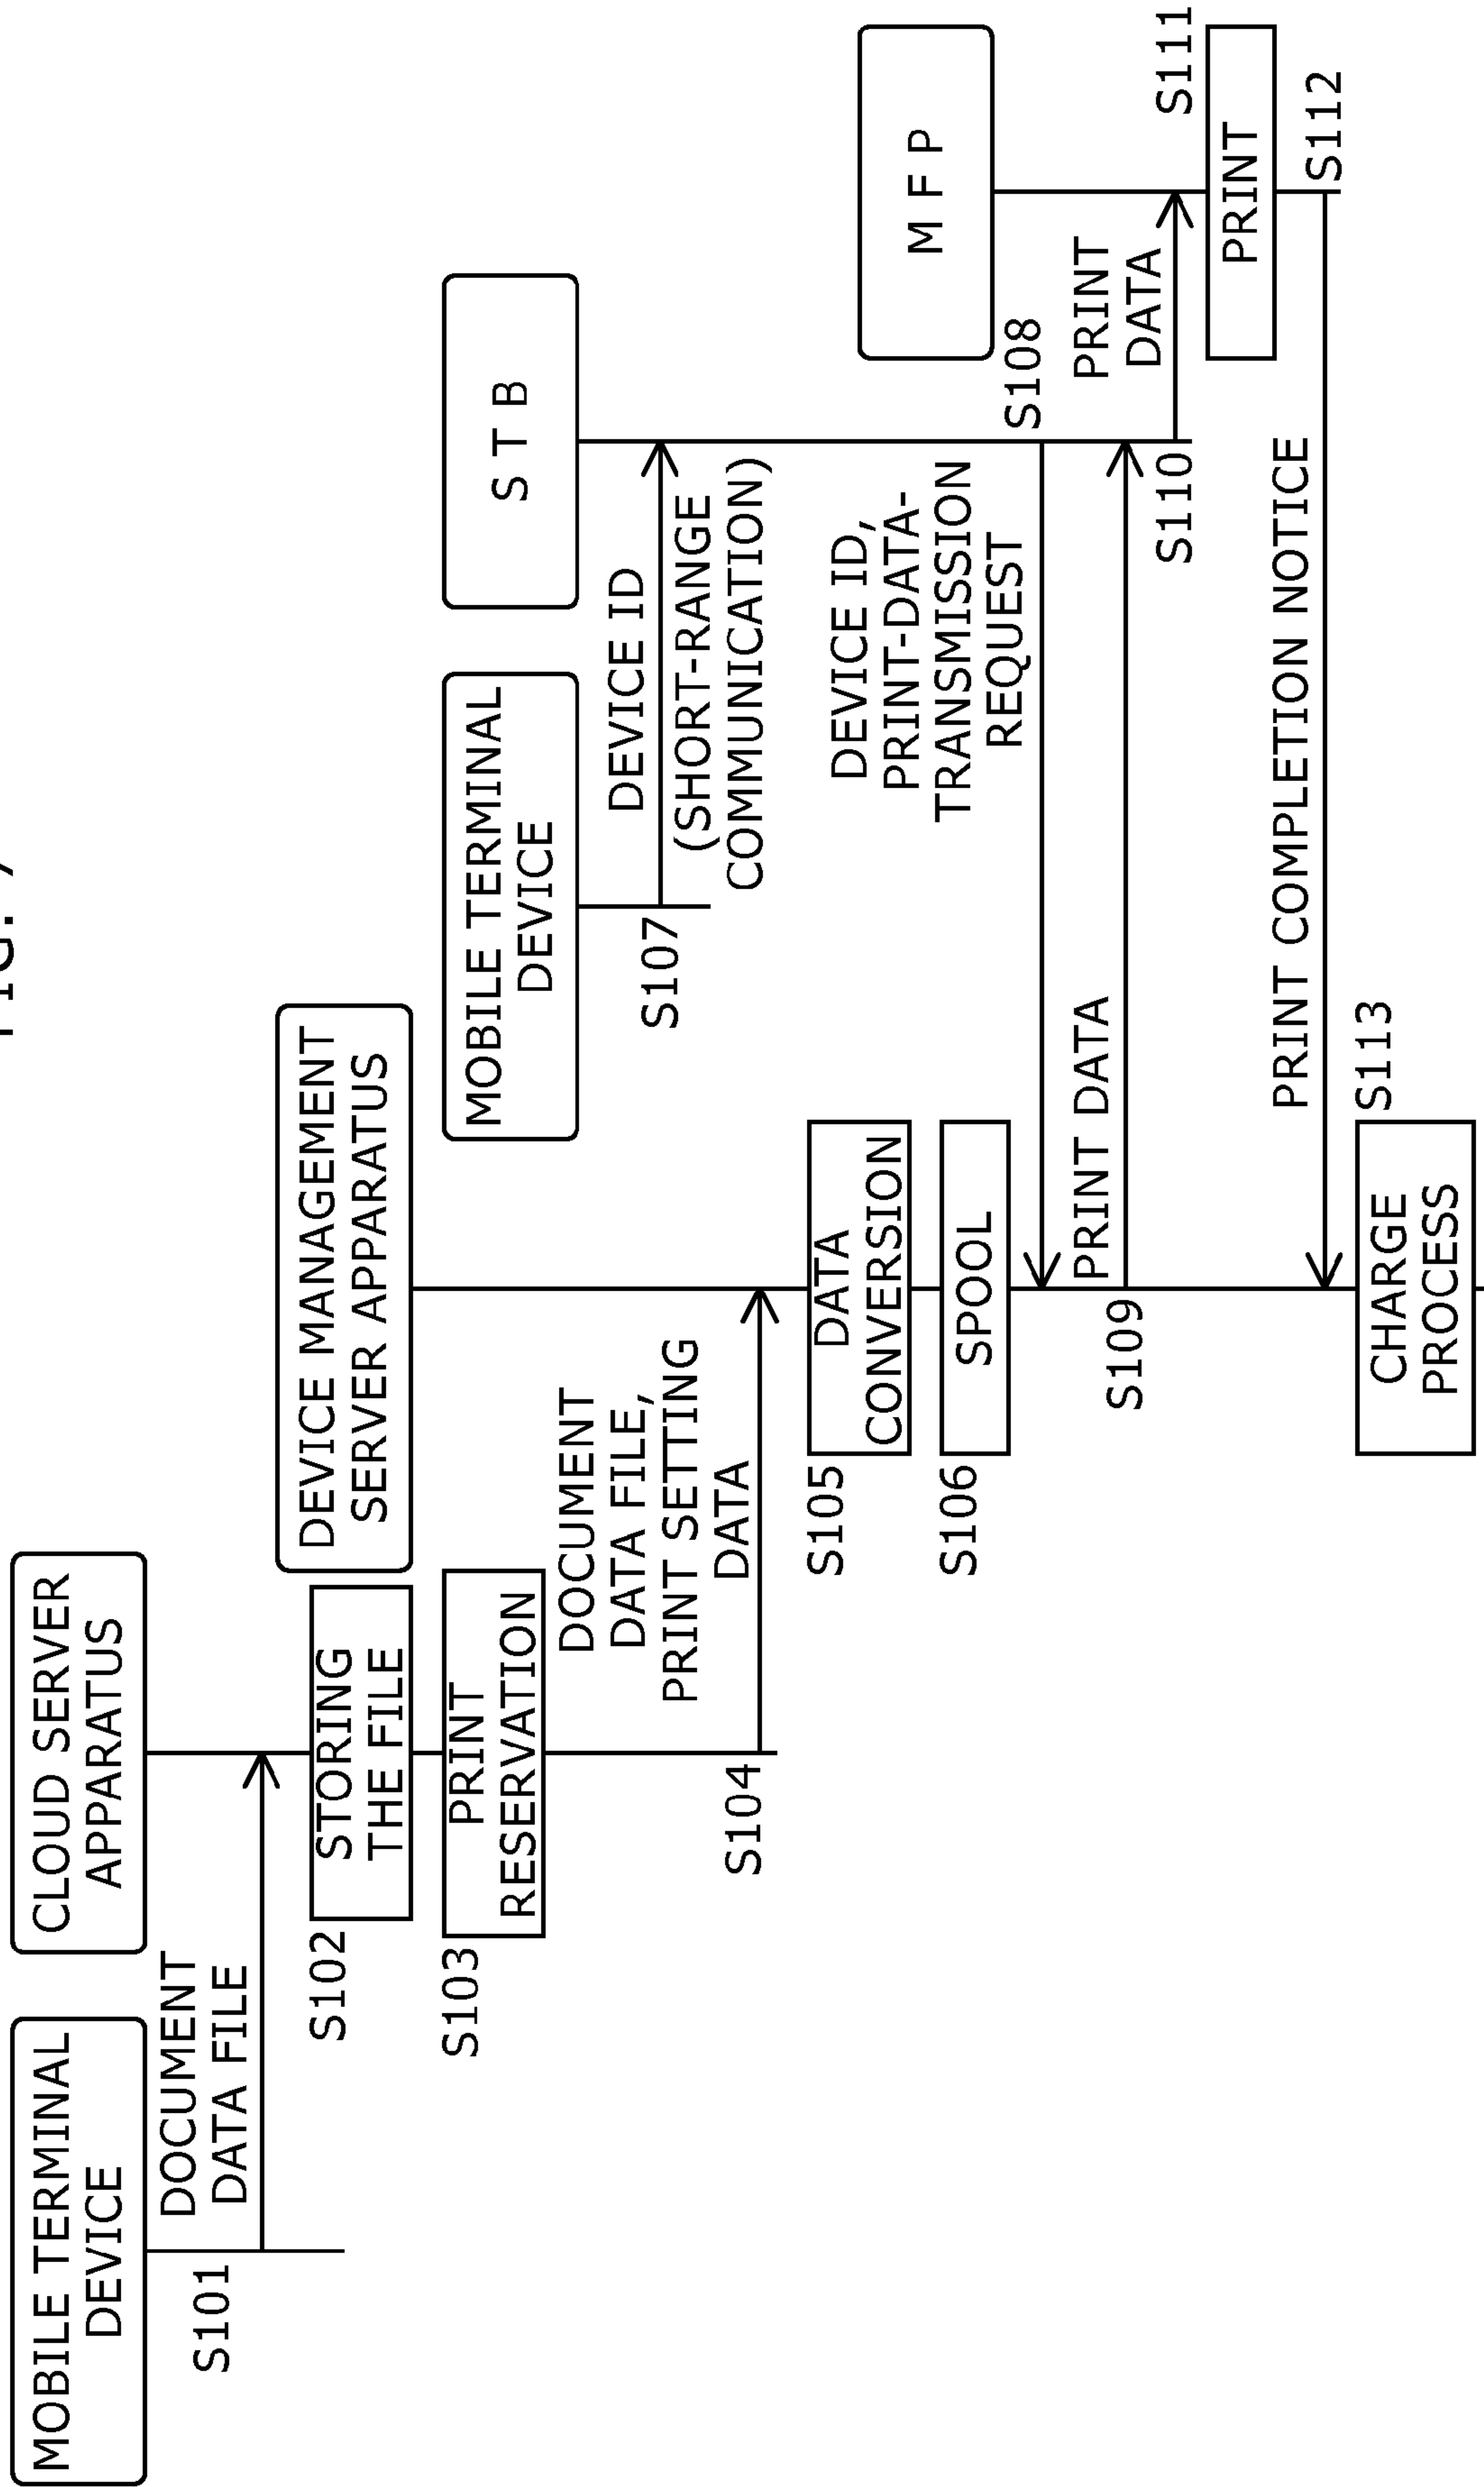 MOBILE TERMINAL
DEVICE
CLOUD SERVER
APPARATUS
S101
DOCUMENT
DATA FILE
DEVICE MANAGEMENT
SERVER APPARATUS
S102
STORING
THE FILE
S103
PRINT
RESERVATION
MOBILE TERMINAL
DEVICE
S T B
S104
DOCUMENT
DATA FILE,
PRINT SETTING
DATA
S107
DEVICE ID
(SHORT-RANGE
COMMUNICATION)
S105
DATA
CONVERSION
S106
SPOOL
M F P
DEVICE ID,
PRINT-DATA-
TRANSMISSION
REQUEST
S108
S109
PRINT DATA
S110
PRINT
DATA
S111
PRINT
S112
PRINT COMPLETION NOTICE
S113
CHARGE
PROCESS